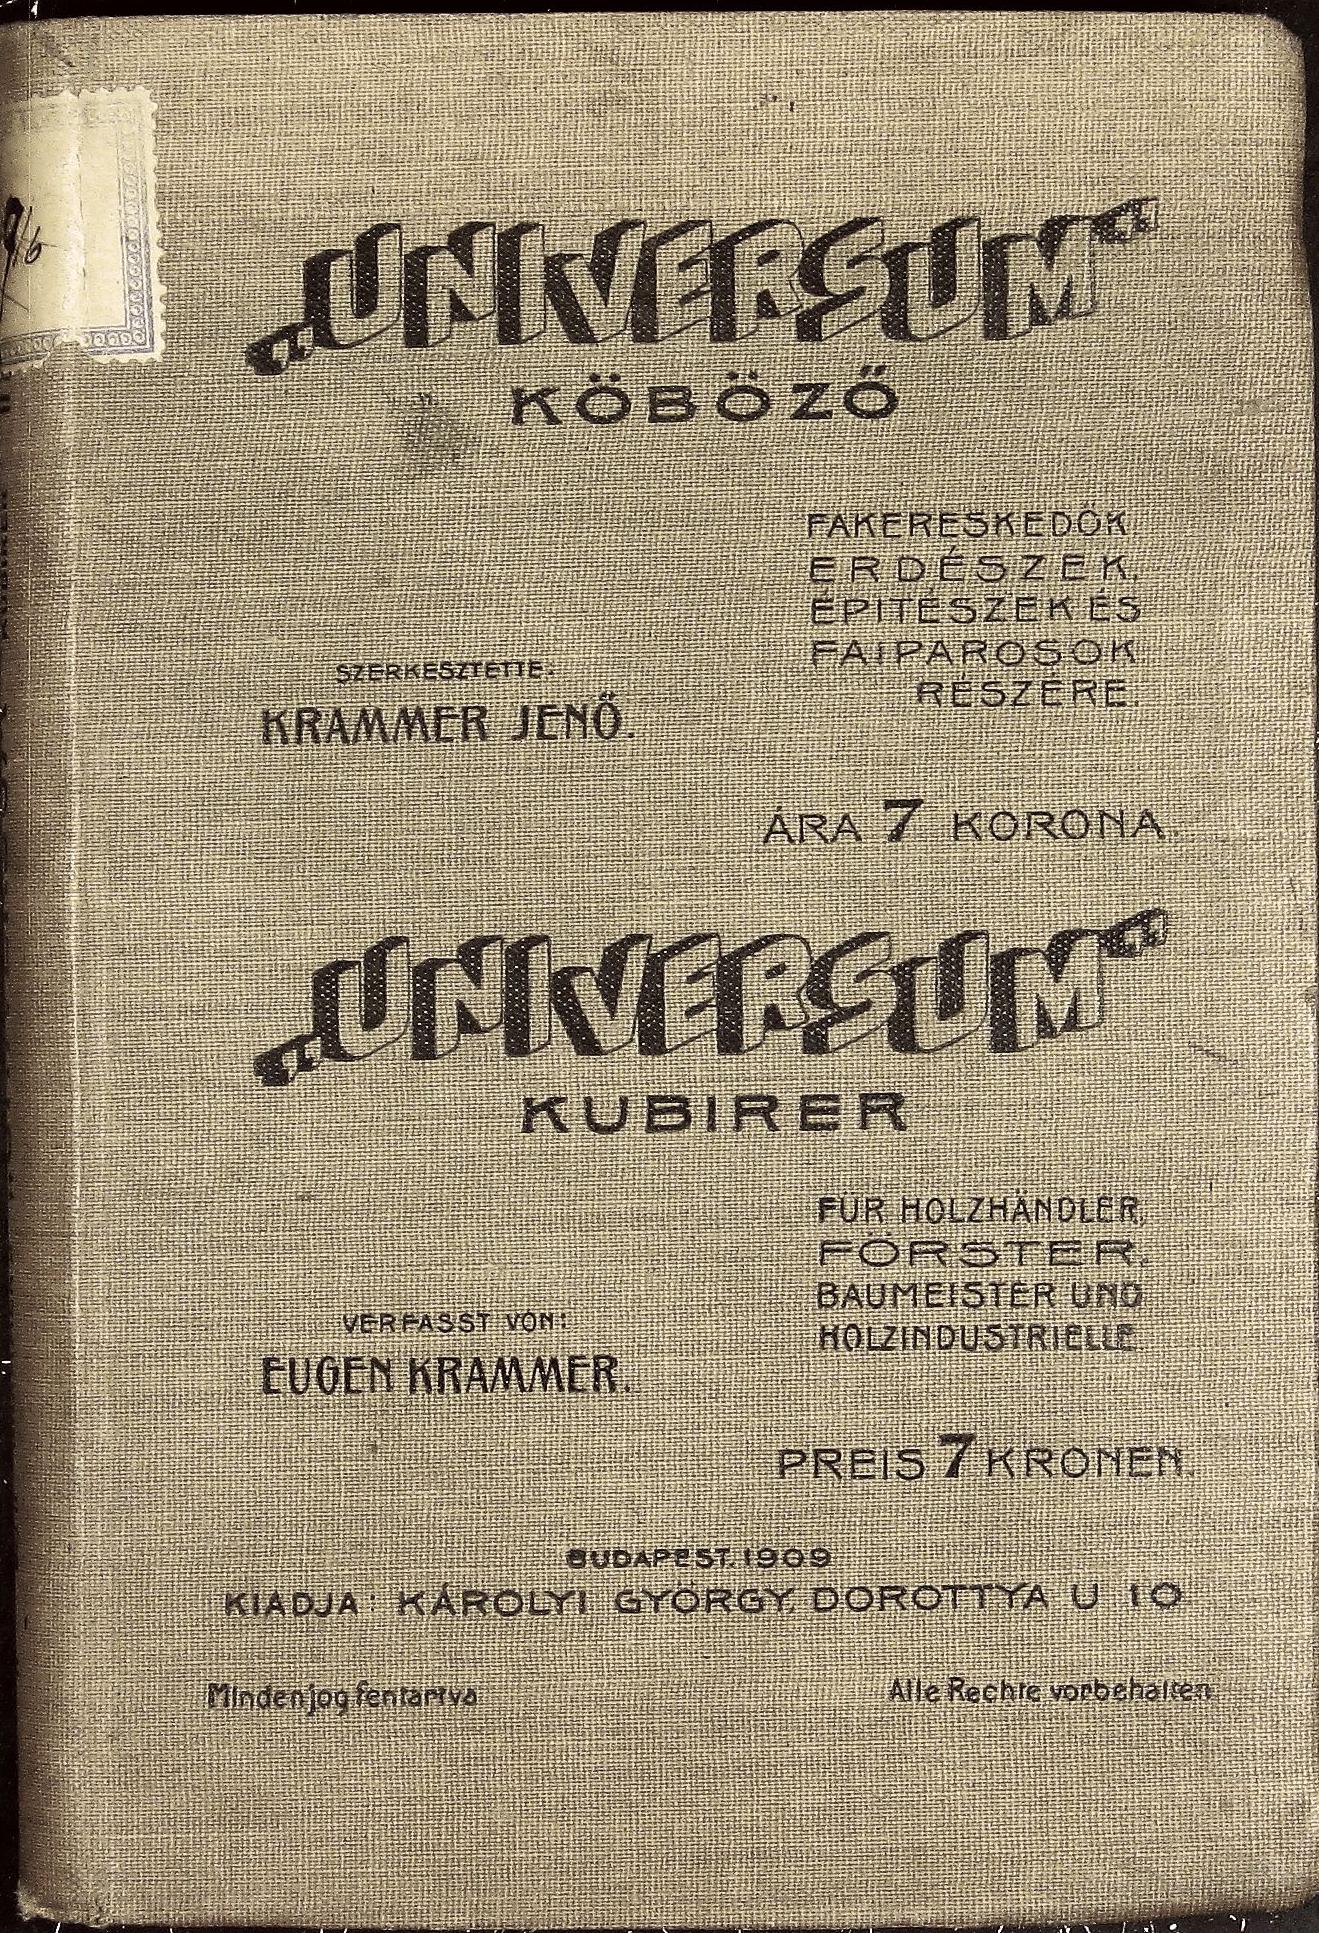 „UNIVERSUM"
KÖBÖZŐ
FAKERESKEDŐK
ERDÉSZEK,
ÉPITÉSZEK ÉS
FAIPAROSOK
RÉSZÉRE.
SZERKESZTETTE:
KRAMMER JENŐ.
ÁRA 7 KORONA.
„UNIVERSUM"
KUBIRER
FÜR HOLZHÄNDLER,
FÖRSTER,
BAUMEISTER UND
HOLZINDUSTRIELLE
VERFASST VON:
EUGEN KRAMMER.
PREIS 7 KRONEN.
BUDAPEST, 1909
KIADJA: KÁROLYI GYÖRGY, DOROTTYA U 10
Minden jog fentartva
Alle Rechte vorbehalten